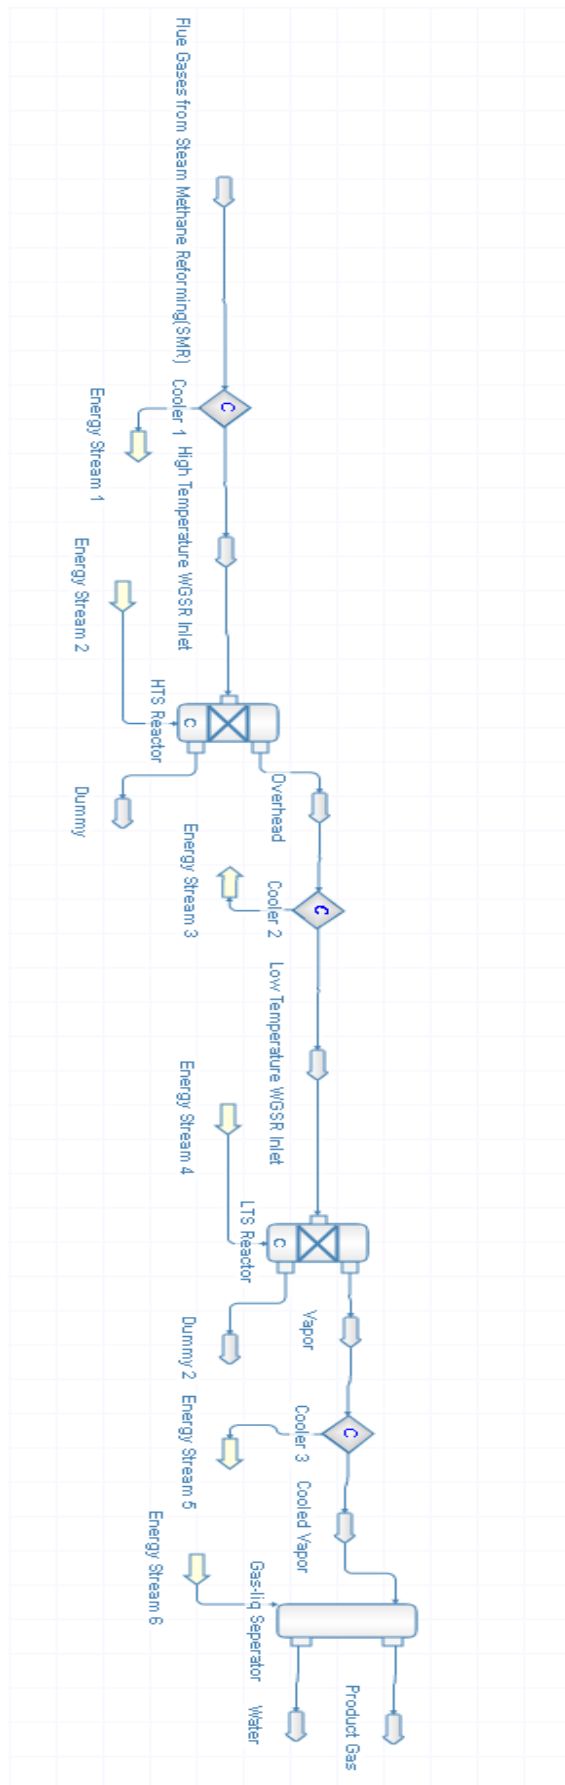 Flue Gases from Steam Methane Reforming(SMR)
Cooler 1
C
Energy Stream 1
High Temperature WGSR Inlet
Energy Stream 2
HTS Reactor
C
Dummy
Overhead
Energy Stream 3
Cooler 2
C
Low Temperature WGSR Inlet
Energy Stream 4
LTS Reactor
C
Dummy 2
Vapor
Cooler 3
C
Energy Stream 5
Cooled Vapor
Energy Stream 6
Gas-liq Seperator
Water
Product Gas